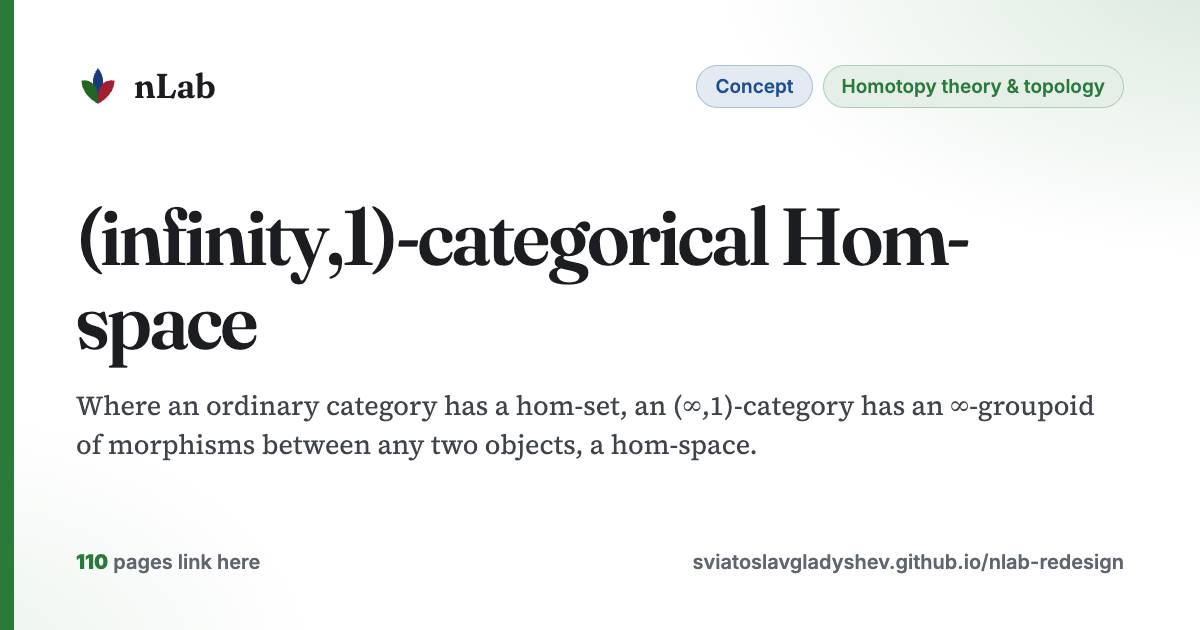 nLab
Concept
Homotopy theory & topology
(infinity,1)-categorical Hom-
space
Where an ordinary category has a hom-set, an (∞,1)-category has an ∞-groupoid
of morphisms between any two objects, a hom-space.
110 pages link here
sviatoslavgladyshev.github.io/nlab-redesign